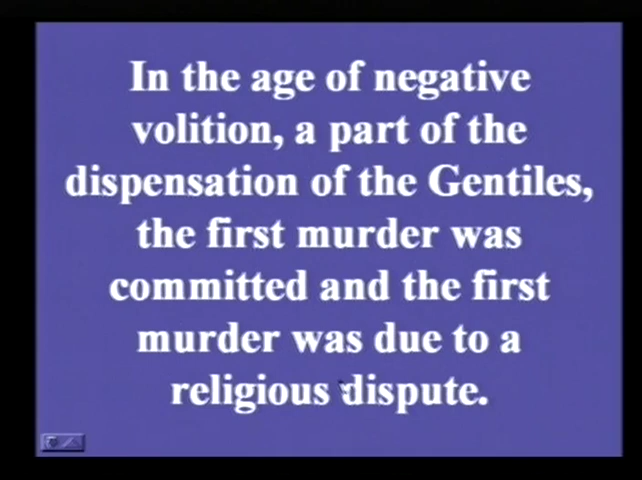 In the age of negative
volition, a part of the
dispensation of the Gentiles,
the first murder was
committed and the first
murder was due to a
religious dispute.